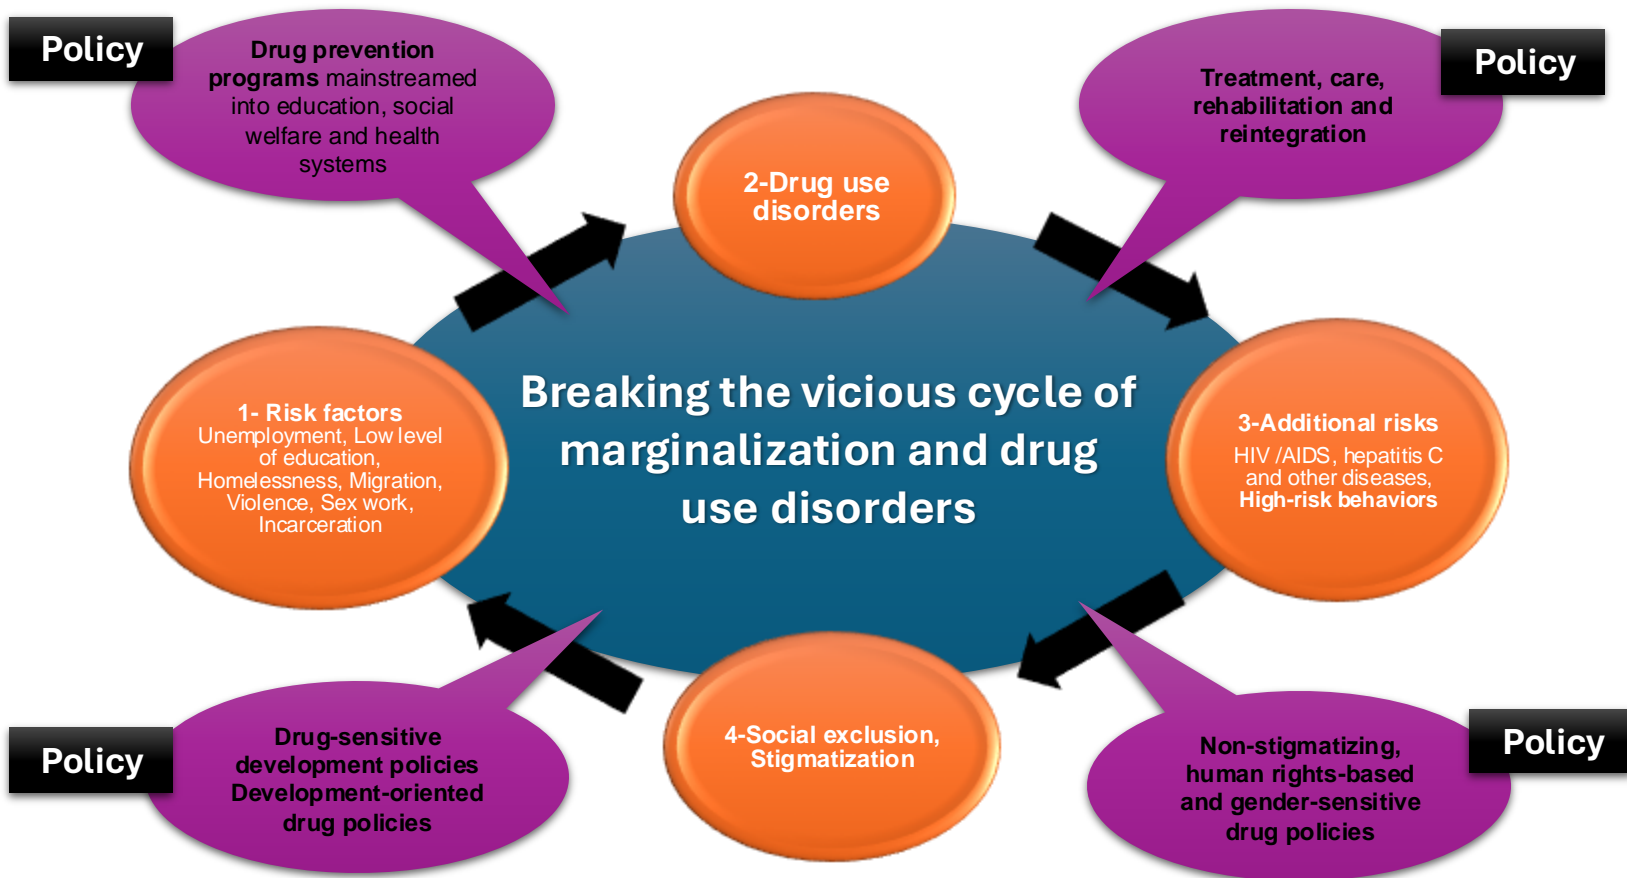 Policy
Drug prevention
programs mainstreamed
into education, social
welfare and health
systems
Treatment, care,
rehabilitation and
reintegration
Policy
2-Drug use
disorders
1- Risk factors
Unemployment, Low level
of education,
Homelessness, Migration,
Violence, Sex work,
Incarceration
Breaking the vicious cycle of
marginalization and drug
use disorders
3-Additional risks
HIV /AIDS, hepatitis C
and other diseases,
High-risk behaviors
4-Social exclusion,
Stigmatization
Policy
Drug-sensitive
development policies
Development-oriented
drug policies
Non-stigmatizing,
human rights-based
and gender-sensitive
drug policies
Policy